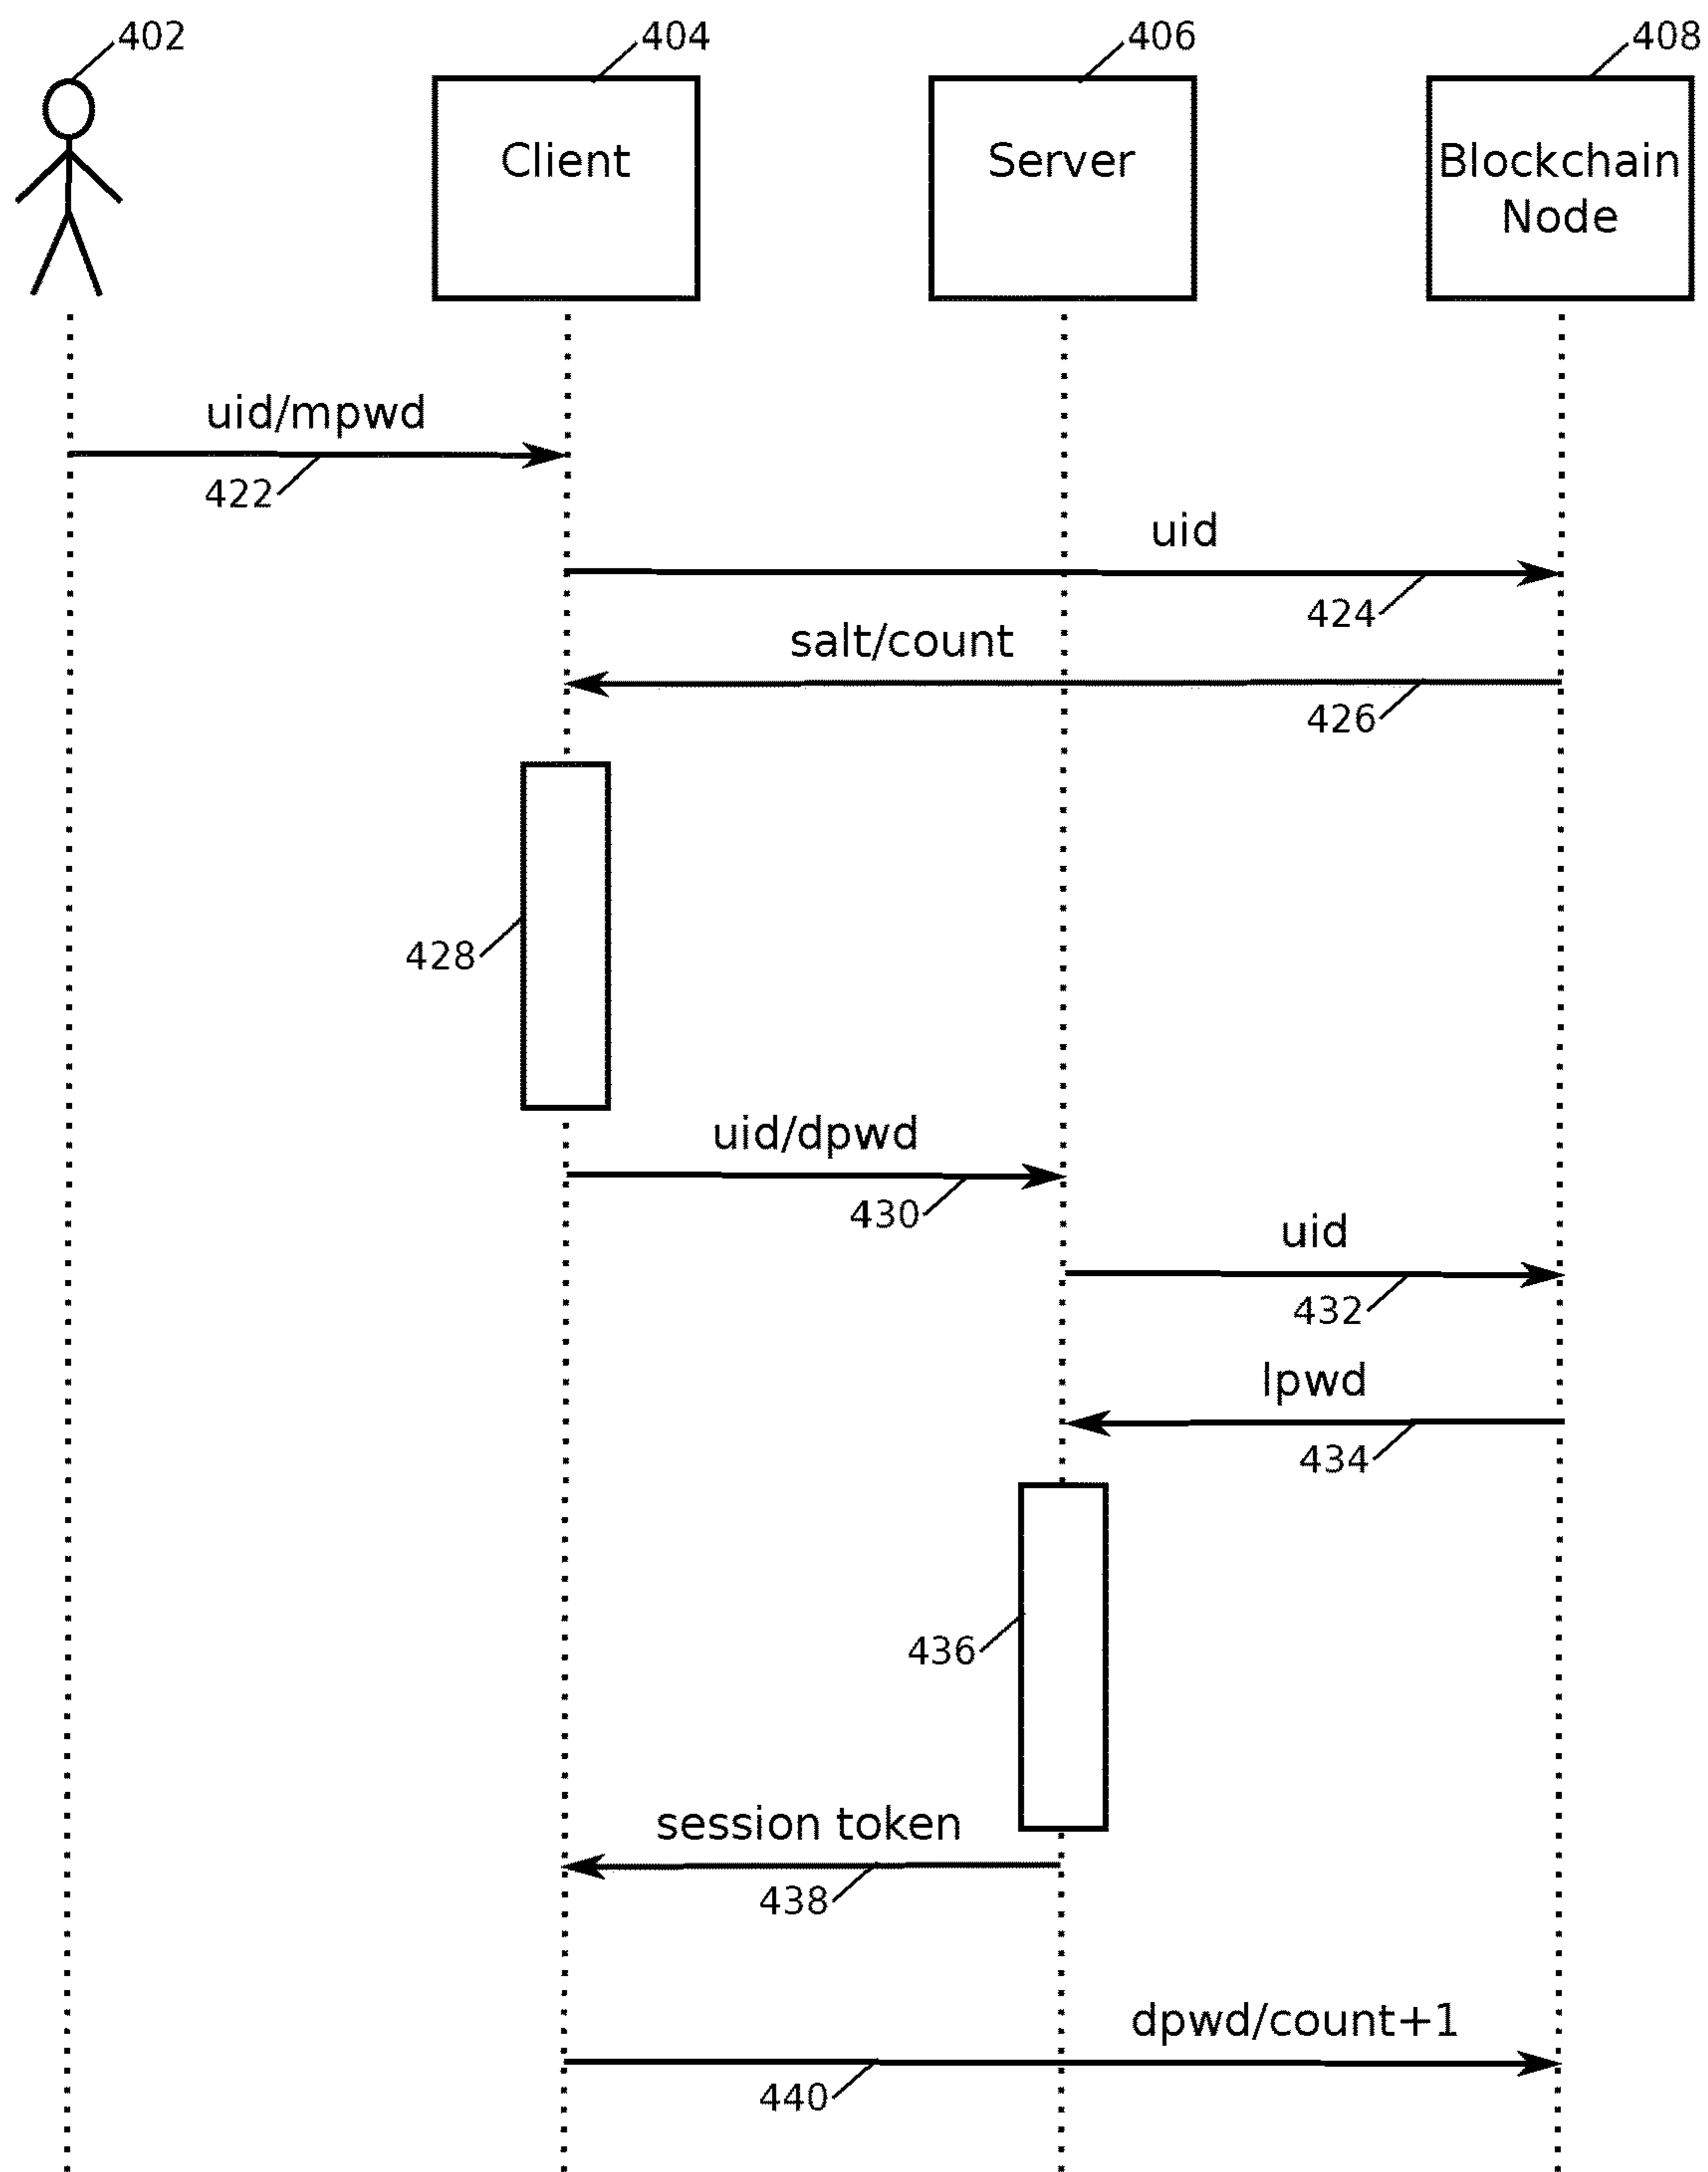 402
404
406
408
Client
Server
Blockchain
Node
uid/mpwd
422
uid
424
salt/count
426
428
uid/dpwd
430
uid
432
lpwd
434
436
session token
438
dpwd/count+1
440